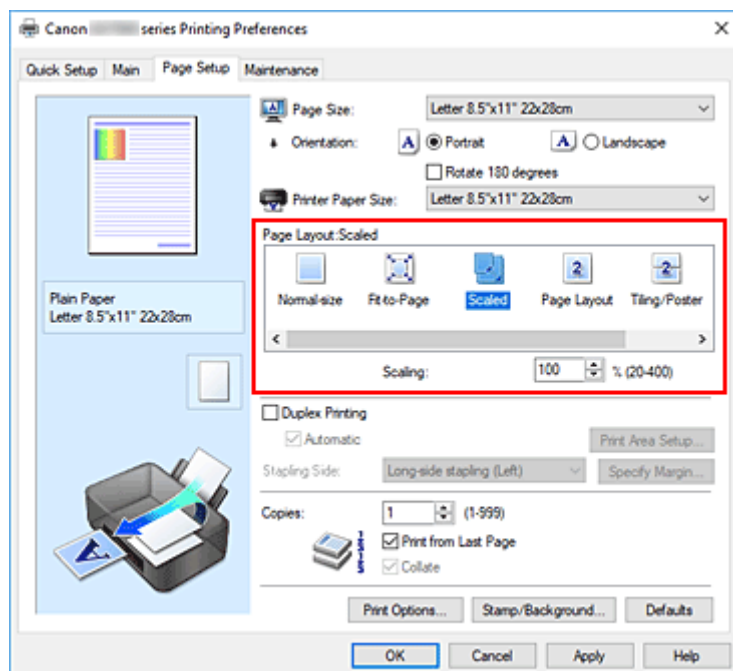 Canon series Printing Preferences
Quick Setup Main Page Setup Maintenance
Page Size: Letter 8.5"x11" 22x28cm
Orientation: A Portrait A Landscape
Rotate 180 degrees
Printer Paper Size: Letter 8.5"x11" 22x28cm
Page Layout:Scaled
Normal-size Fit-to-Page Scaled Page Layout Tiling/Poster
Plain Paper
Letter 8.5"x11" 22x28cm
Scaling: 100 % (20-400)
Duplex Printing
Automatic Print Area Setup...
Stapling Side: Long-side stapling (Left) Specify Margin...
Copies: 1 (1-999)
Print from Last Page
Collate
Print Options... Stamp/Background... Defaults
OK Cancel Apply Help